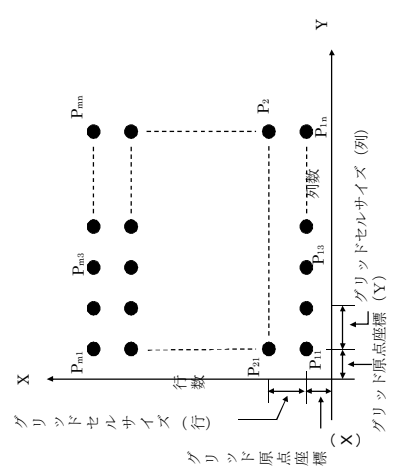 グリッドセルサイズ（行）
グリッド原点座標
（X）
X
行数
Pm1
Pm3
Pmn
P21
P2
P11
P13
P1n
列数
Y
グリッド原点座標
（Y）
グリッドセルサイズ（列）